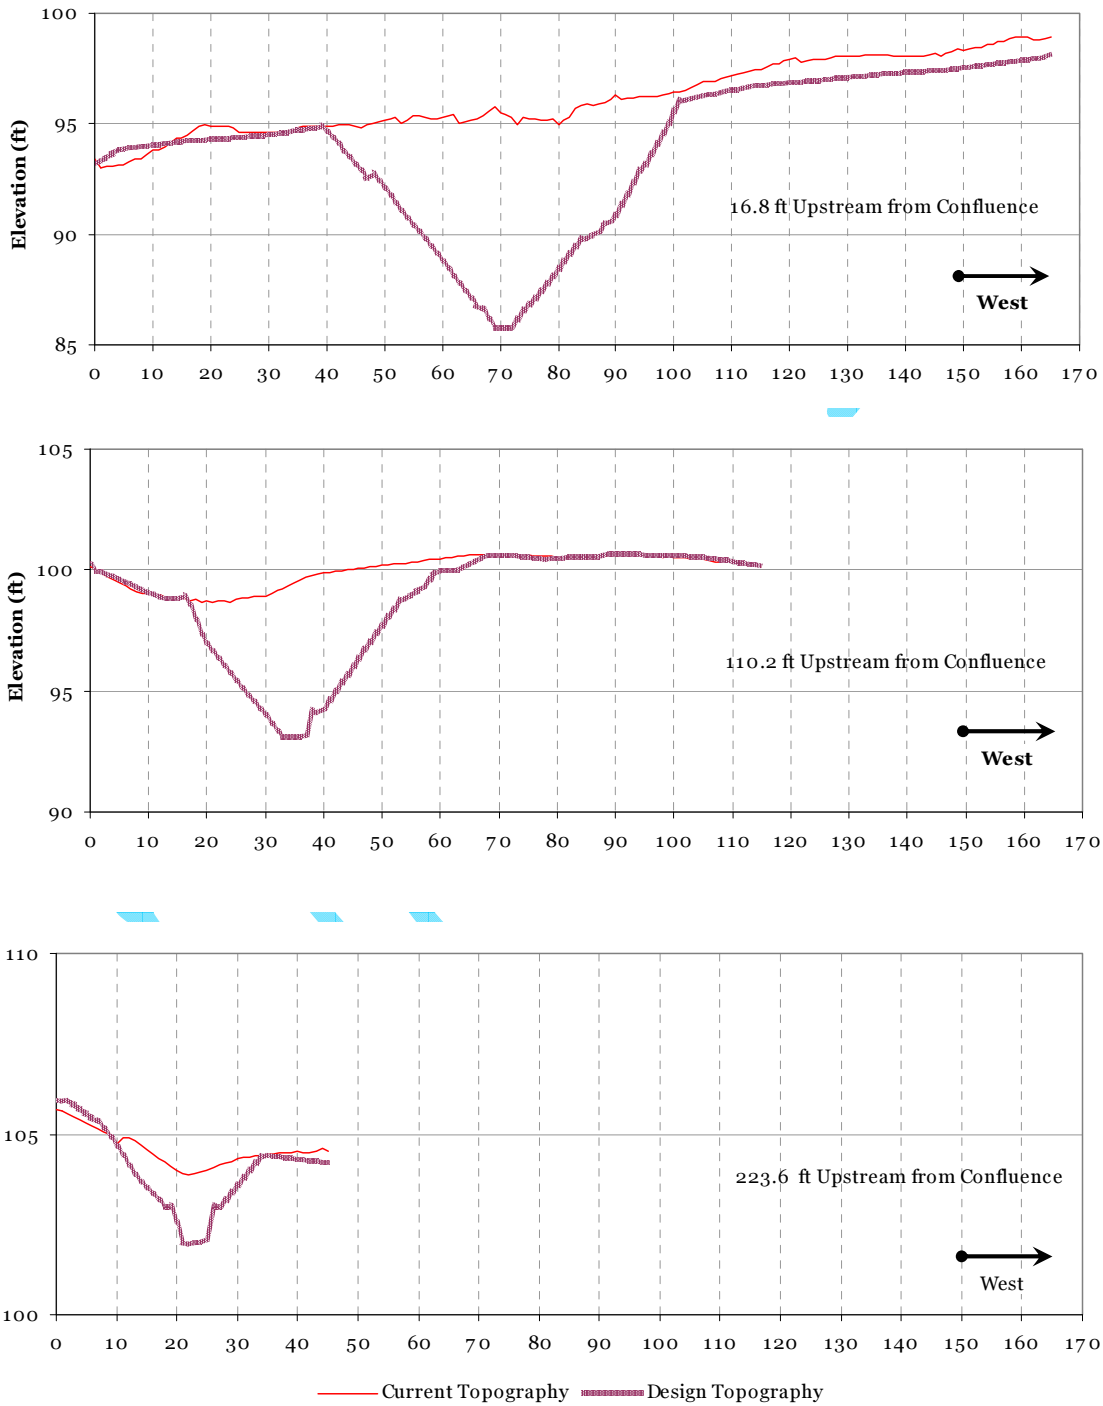 100
95
90
85
Elevation (ft)
16.8 ft Upstream from Confluence
West
0 10 20 30 40 50 60 70 80 90 100 110 120 130 140 150 160 170
105
100
95
90
Elevation (ft)
110.2 ft Upstream from Confluence
West
0 10 20 30 40 50 60 70 80 90 100 110 120 130 140 150 160 170
110
105
100
223.6 ft Upstream from Confluence
West
0 10 20 30 40 50 60 70 80 90 100 110 120 130 140 150 160 170
Current Topography Design Topography